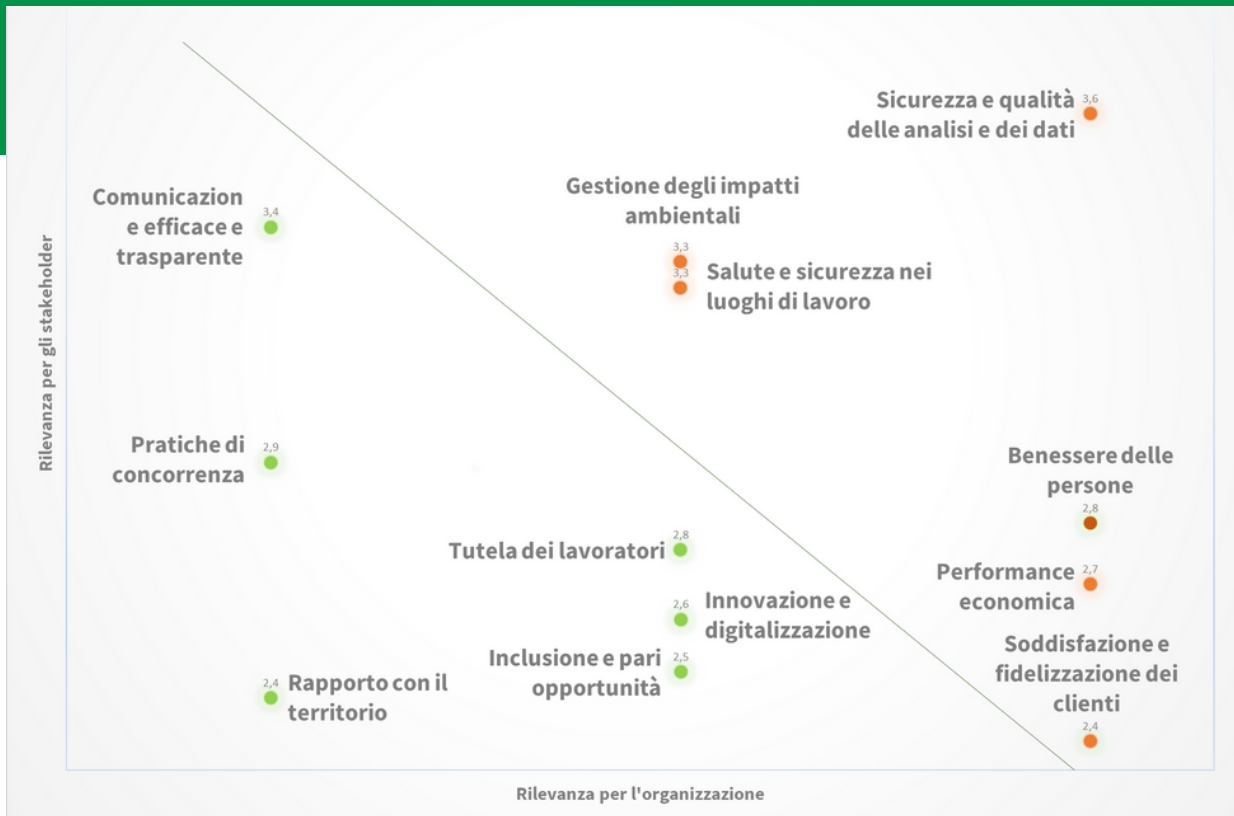 Sicurezza e qualità
delle analisi e dei dati
3,6
Gestione degli impatti
ambientali
3,3
3,3
Salute e sicurezza nei
luoghi di lavoro
Comunicazion
e efficace e
trasparente
3,4
Rilevanza per gli stakeholder
Pratiche di
concorrenza
2,9
Benessere delle
persone
2,8
Tutela dei lavoratori
2,8
Performance
economica
2,7
Innovazione e
digitalizzazione
2,6
Inclusione e pari
opportunità
2,5
Soddisfazione e
fidelizzazione dei
clienti
2,4
2,4
Rapporto con il
territorio
Rilevanza per l'organizzazione